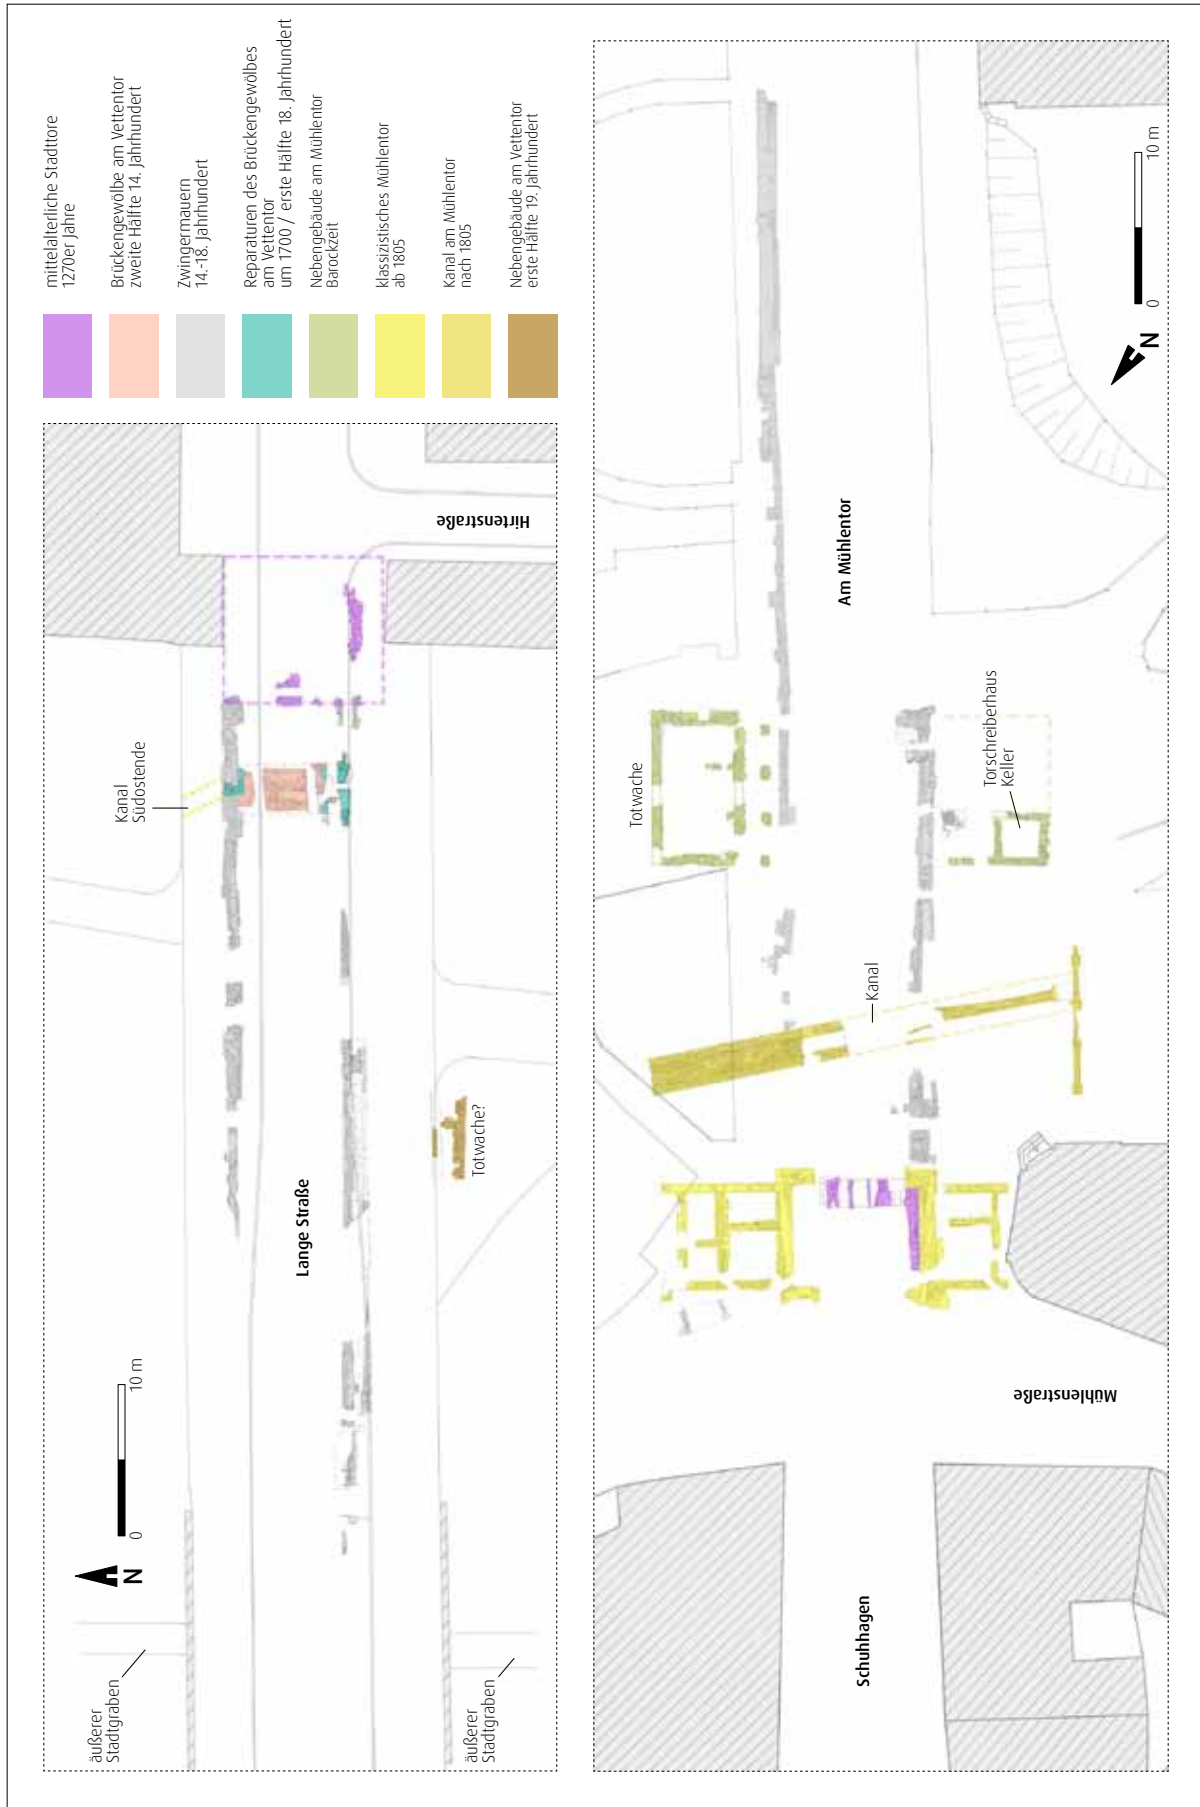 mittelalterliche Stadttore
1270er Jahre
Brückengewölbe am Vettentor
zweite Hälfte 14. Jahrhundert
Zwingermauern
14.-18. Jahrhundert
Reparaturen des Brückengewölbes
am Vettentor
um 1700 / erste Hälfte 18. Jahrhundert
Nebengebäude am Mühlentor
Barockzeit
klassizistisches Mühlentor
ab 1805
Kanal am Mühlentor
nach 1805
Nebengebäude am Vettentor
erste Hälfte 19. Jahrhundert
äußerer
Stadtgraben
N
0
10 m
Kanal
Südostende
Lange Straße
Hirtenstraße
Totwache?
äußerer
Stadtgraben
Totwache
Am Mühlentor
Torschreiberhaus
Keller
Kanal
Schuhhagen
Mühlenstraße
N
0
10 m